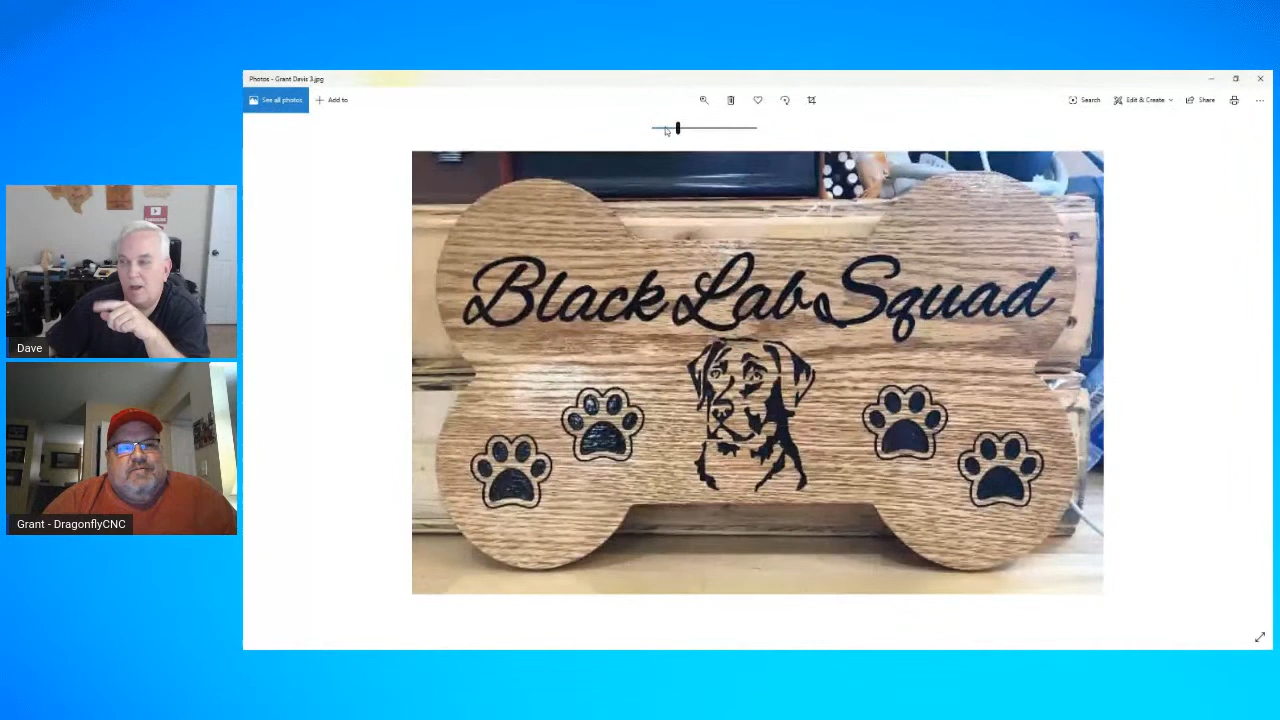 Photos - Grant Davis 3.jpg
See all photos
Add to
Search
Edit & Create
Share
Black Lab Squad
Dave
Grant - DragonflyCNC